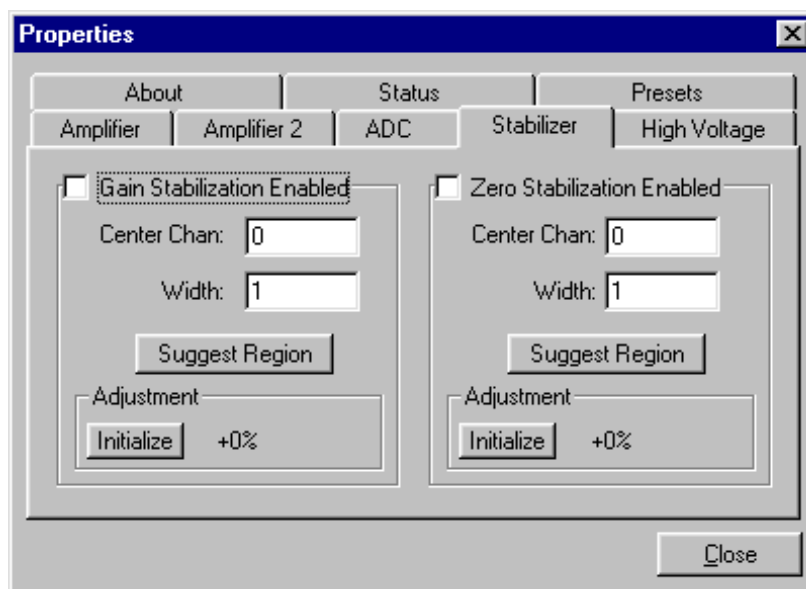 Properties
About Status Presets
Amplifier Amplifier 2 ADC Stabilizer High Voltage
Gain Stabilization Enabled
Center Chan: 0
Width: 1
Suggest Region
Adjustment
Initialize +0%
Zero Stabilization Enabled
Center Chan: 0
Width: 1
Suggest Region
Adjustment
Initialize +0%
Close